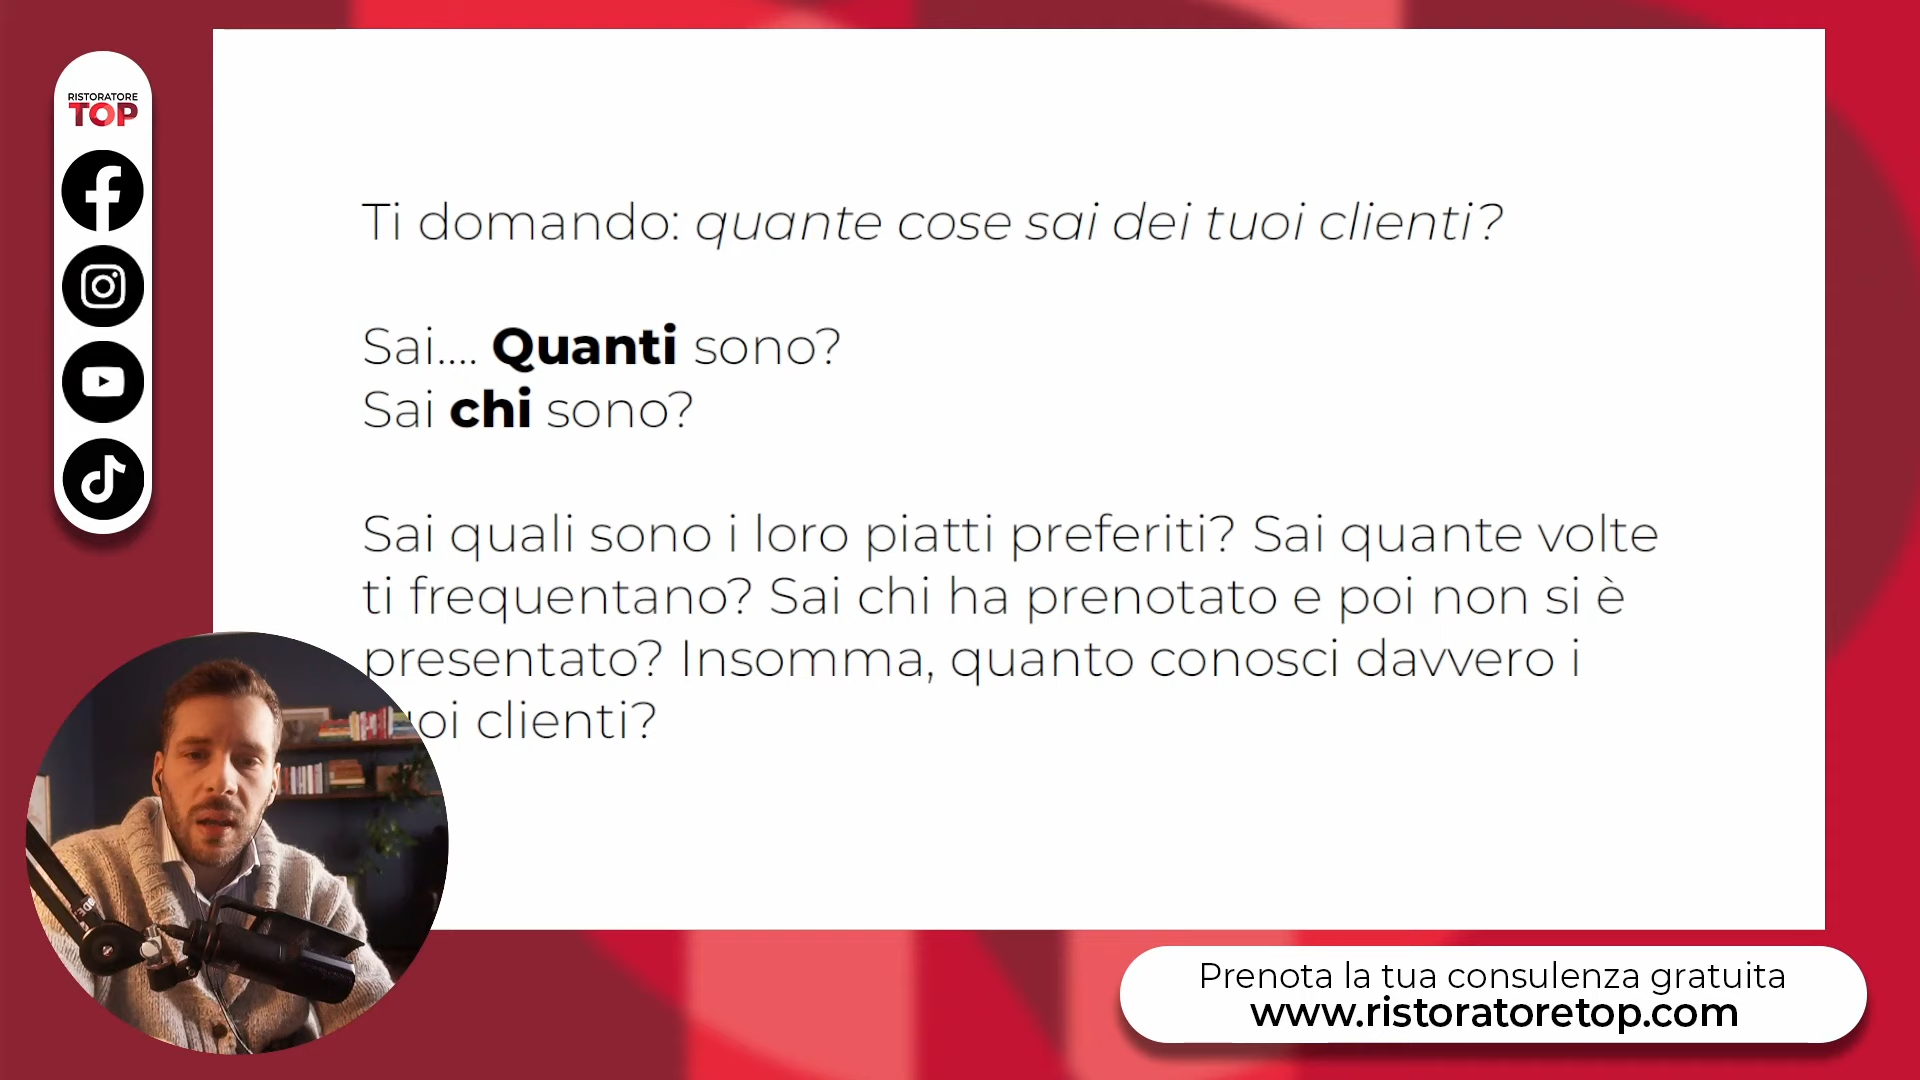 RISTORATORE
TOP
Ti domando: quante cose sai dei tuoi clienti?
Sai.... Quanti sono?
Sai chi sono?
Sai quali sono i loro piatti preferiti? Sai quante volte
ti frequentano? Sai chi ha prenotato e poi non si è
presentato? Insomma, quanto conosci davvero i
clienti?
Prenota la tua consulenza gratuita
www.ristoratoretop.com